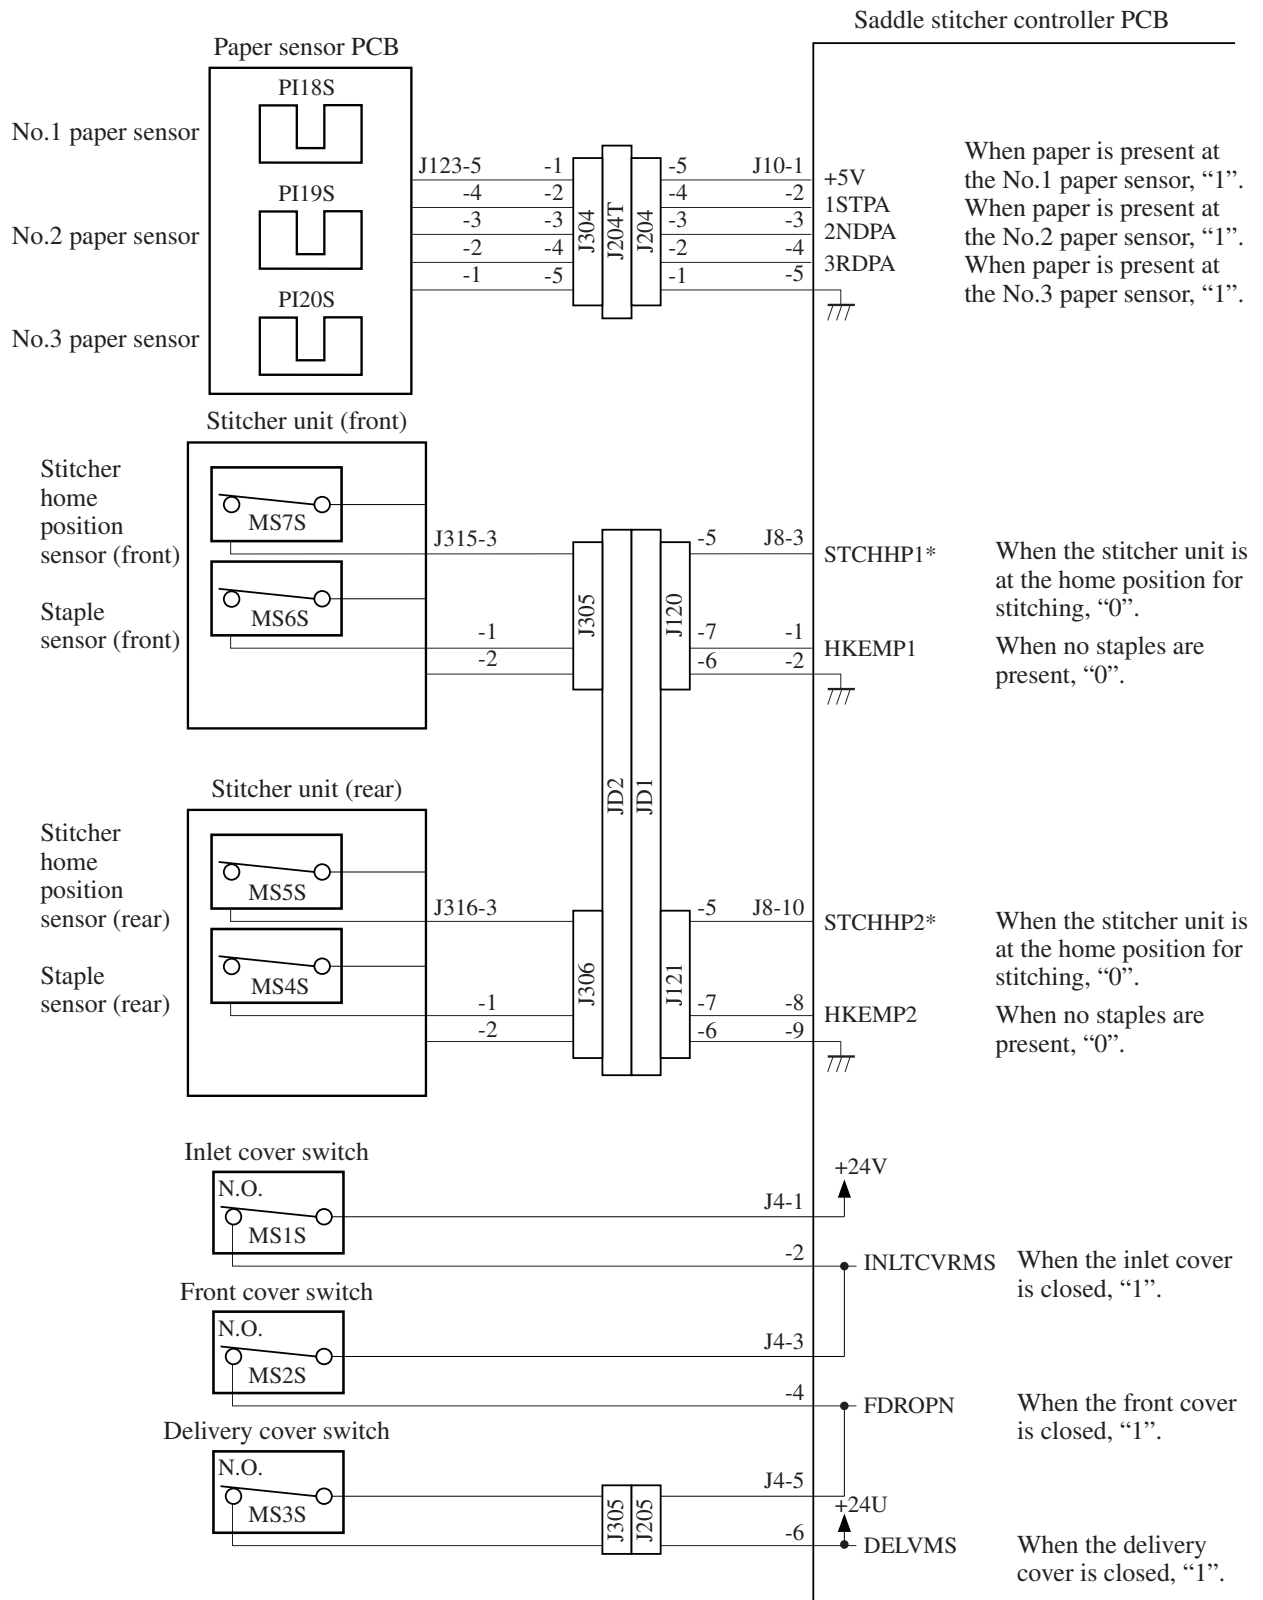 Saddle stitcher controller PCB
Paper sensor PCB
PI18S
No.1 paper sensor
PI19S
No.2 paper sensor
PI20S
No.3 paper sensor
J123-5
-4
-3
-2
-1
-1
-2
-3
-4
-5
J304
J204T
J204
-5
-4
-3
-2
-1
J10-1
-2
-3
-4
-5
+5V
1STPA
2NDPA
3RDPA
When paper is present at
the No.1 paper sensor, “1”.
When paper is present at
the No.2 paper sensor, “1”.
When paper is present at
the No.3 paper sensor, “1”.
Stitcher unit (front)
Stitcher
home
position
sensor (front)
MS7S
Staple
sensor (front)
MS6S
J315-3
-1
-2
J305
J120
-5
-7
-6
J8-3
-1
-2
STCHHP1*
HKEMP1
When the stitcher unit is
at the home position for
stitching, “0”.
When no staples are
present, “0”.
JD2
JD1
Stitcher unit (rear)
Stitcher
home
position
sensor (rear)
MS5S
Staple
sensor (rear)
MS4S
J316-3
-1
-2
J306
J121
-5
-7
-6
J8-10
-8
-9
STCHHP2*
HKEMP2
When the stitcher unit is
at the home position for
stitching, “0”.
When no staples are
present, “0”.
Inlet cover switch
N.O.
MS1S
J4-1
-2
+24V
INLTCVRMS
When the inlet cover
is closed, “1”.
Front cover switch
N.O.
MS2S
J4-3
-4
FDROPN
When the front cover
is closed, “1”.
Delivery cover switch
N.O.
MS3S
J305
J205
J4-5
-6
+24U
DELVMS
When the delivery
cover is closed, “1”.